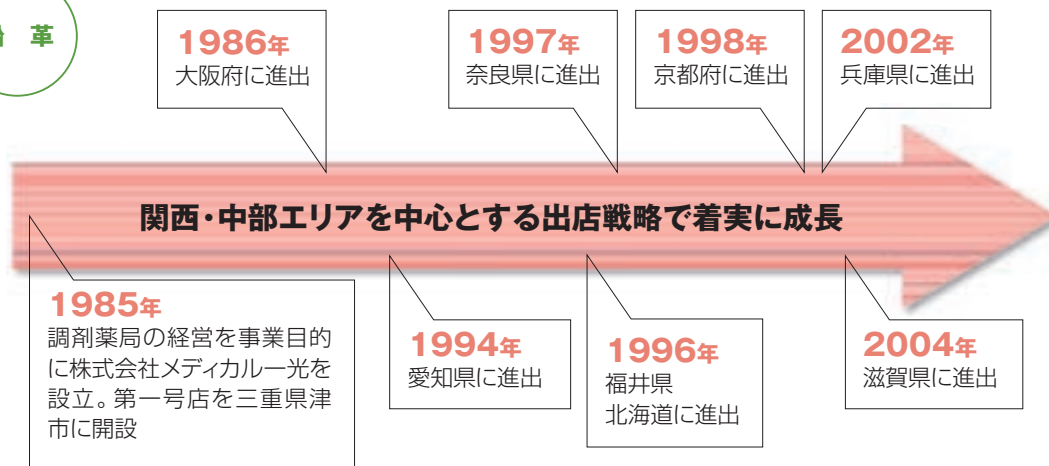 革
1986年
大阪府に進出
1997年
奈良県に進出
1998年
京都府に進出
2002年
兵庫県に進出
関西・中部エリアを中心とする出店戦略で着実に成長
1985年
調剤薬局の経営を事業目的
に株式会社メディカル一光を
設立。第一号店を三重県津
市に開設
1994年
愛知県に進出
1996年
福井県
北海道に進出
2004年
滋賀県に進出